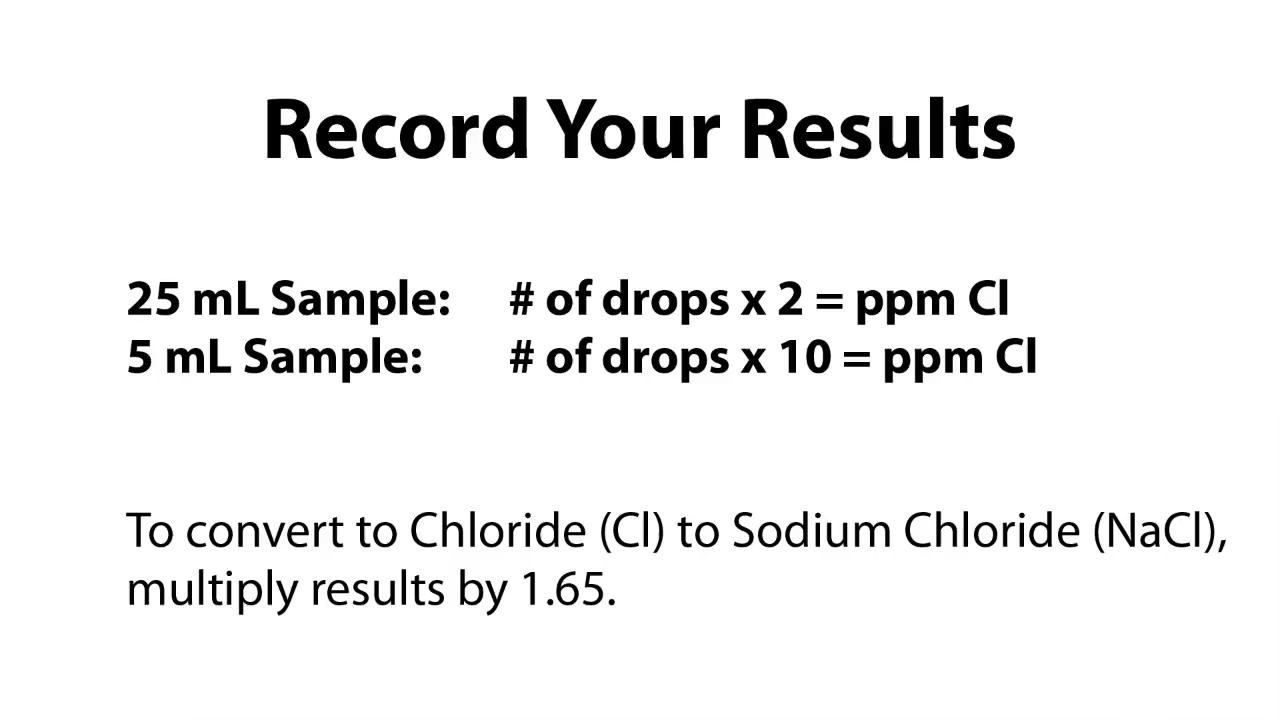 Record Your Results
25 mL Sample: # of drops x 2 = ppm Cl
5 mL Sample: # of drops x 10 = ppm Cl
To convert to Chloride (Cl) to Sodium Chloride (NaCl),
multiply results by 1.65.